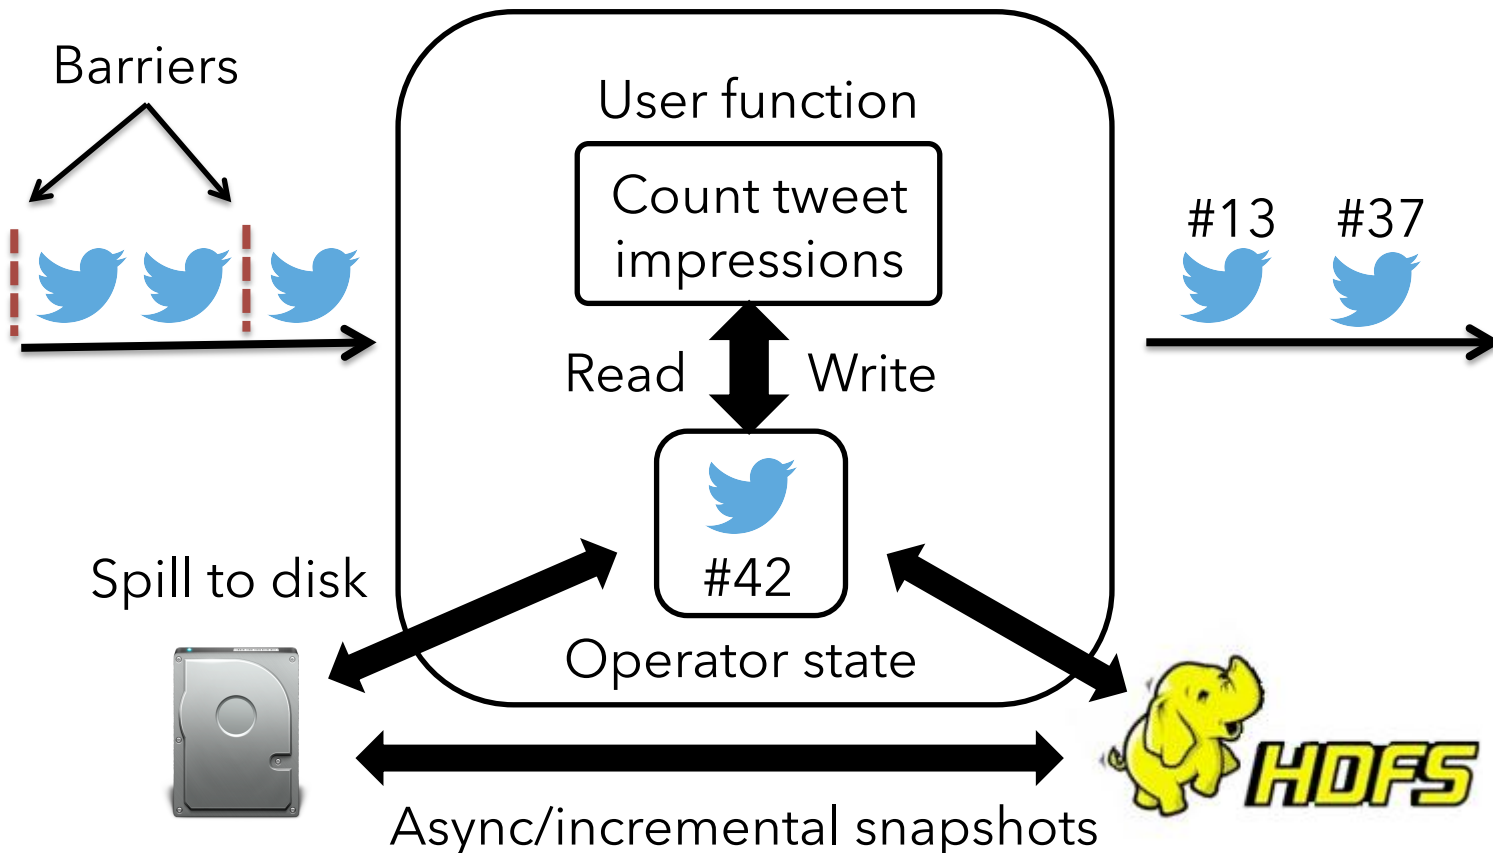 Barriers
User function
Count tweet
impressions
#13 #37
Read Write
#42
Spill to disk
Operator state
HDFS
Async/incremental snapshots